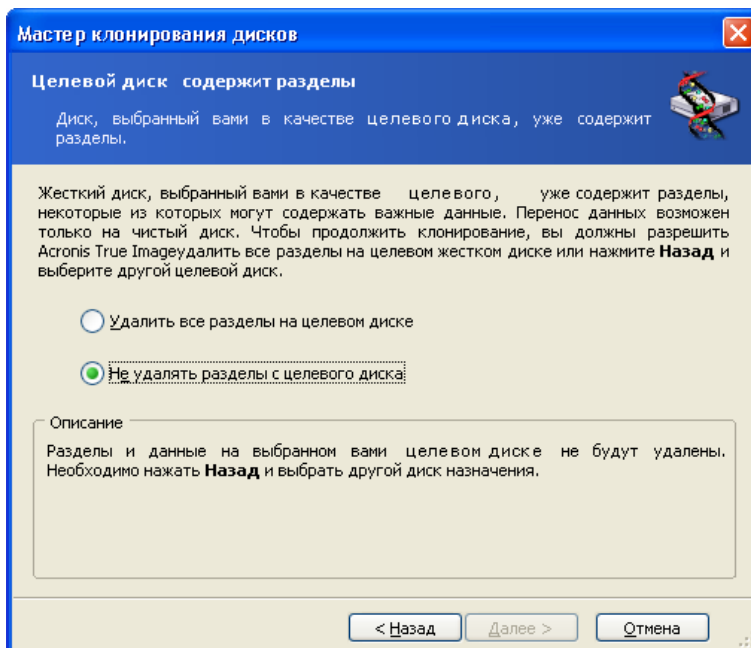 Мастер клонирования дисков
Целевой диск содержит разделы
Диск, выбранный вами в качестве целевого диска, уже содержит
разделы.
Жесткий диск, выбранный вами в качестве целевого, уже содержит разделы,
некоторые из которых могут содержать важные данные. Перенос данных возможен
только на чистый диск. Чтобы продолжить клонирование, вы должны разрешить
Acronis True Imageудалить все разделы на целевом жестком диске или нажмите Назад и
выберите другой целевой диск.
Удалить все разделы на целевом диске
Не удалять разделы с целевого диска
Описание
Разделы и данные на выбранном вами целевом диске не будут удалены.
Необходимо нажать Назад и выбрать другой диск назначения.
< Назад
Далее >
Отмена